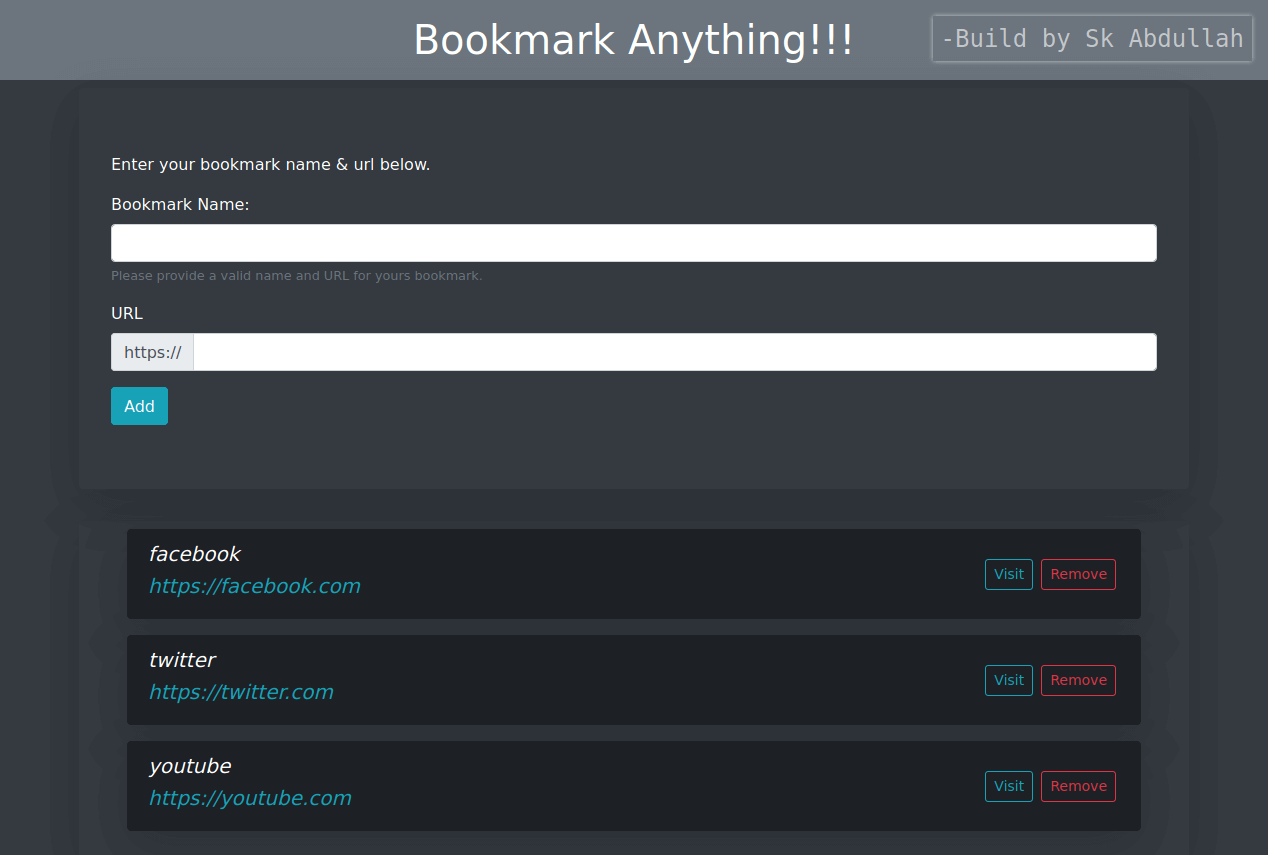 Bookmark Anything!!!
-Build by Sk Abdullah
Enter your bookmark name & url below.
Bookmark Name:
Please provide a valid name and URL for yours bookmark.
URL
https://
Add
facebook
https://facebook.com
Visit Remove
twitter
https://twitter.com
Visit Remove
youtube
https://youtube.com
Visit Remove